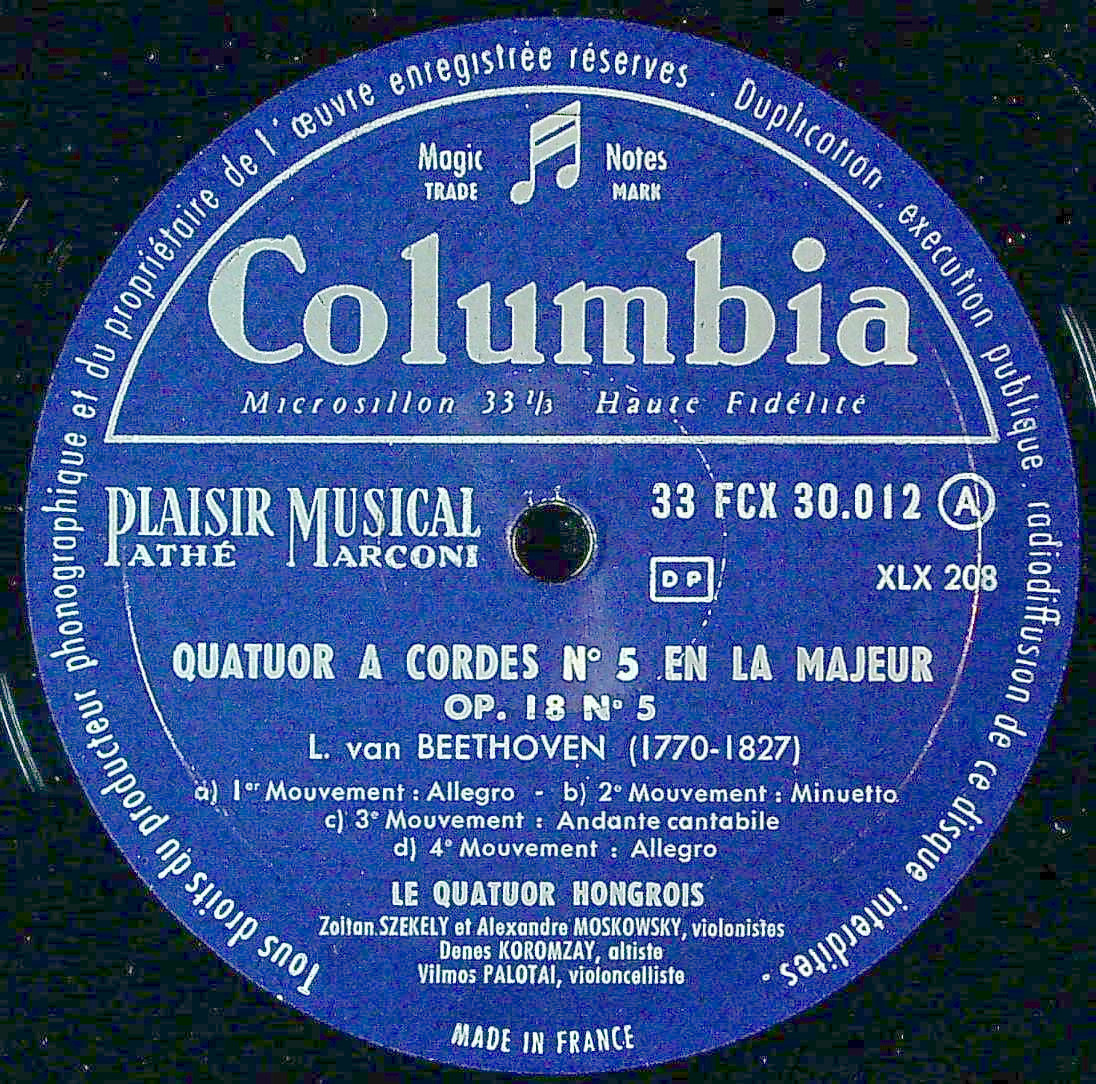 Tous droits du producteur phonographique et du propriétaire de l'œuvre enregistrée réserves . Duplication . execution publique . radiodiffusion de ce disque interdites .
Magic Notes
TRADE MARK
Columbia
Microsillon 33 1/3 Haute Fidélité
PLAISIR MUSICAL
PATHÉ MARCONI
33 FCX 30.012 A
DP
XLX 208
QUATUOR A CORDES N° 5 EN LA MAJEUR
OP. 18 N° 5
L. van BEETHOVEN (1770-1827)
a) 1er Mouvement : Allegro - b) 2e Mouvement : Minuetto
c) 3e Mouvement : Andante cantabile
d) 4e Mouvement : Allegro
LE QUATUOR HONGROIS
Zoltan SZEKELY et Alexandre MOSKOWSKY, violonistes
Denes KOROMZAY, altiste
Vilmos PALOTAI, violoncelliste
MADE IN FRANCE